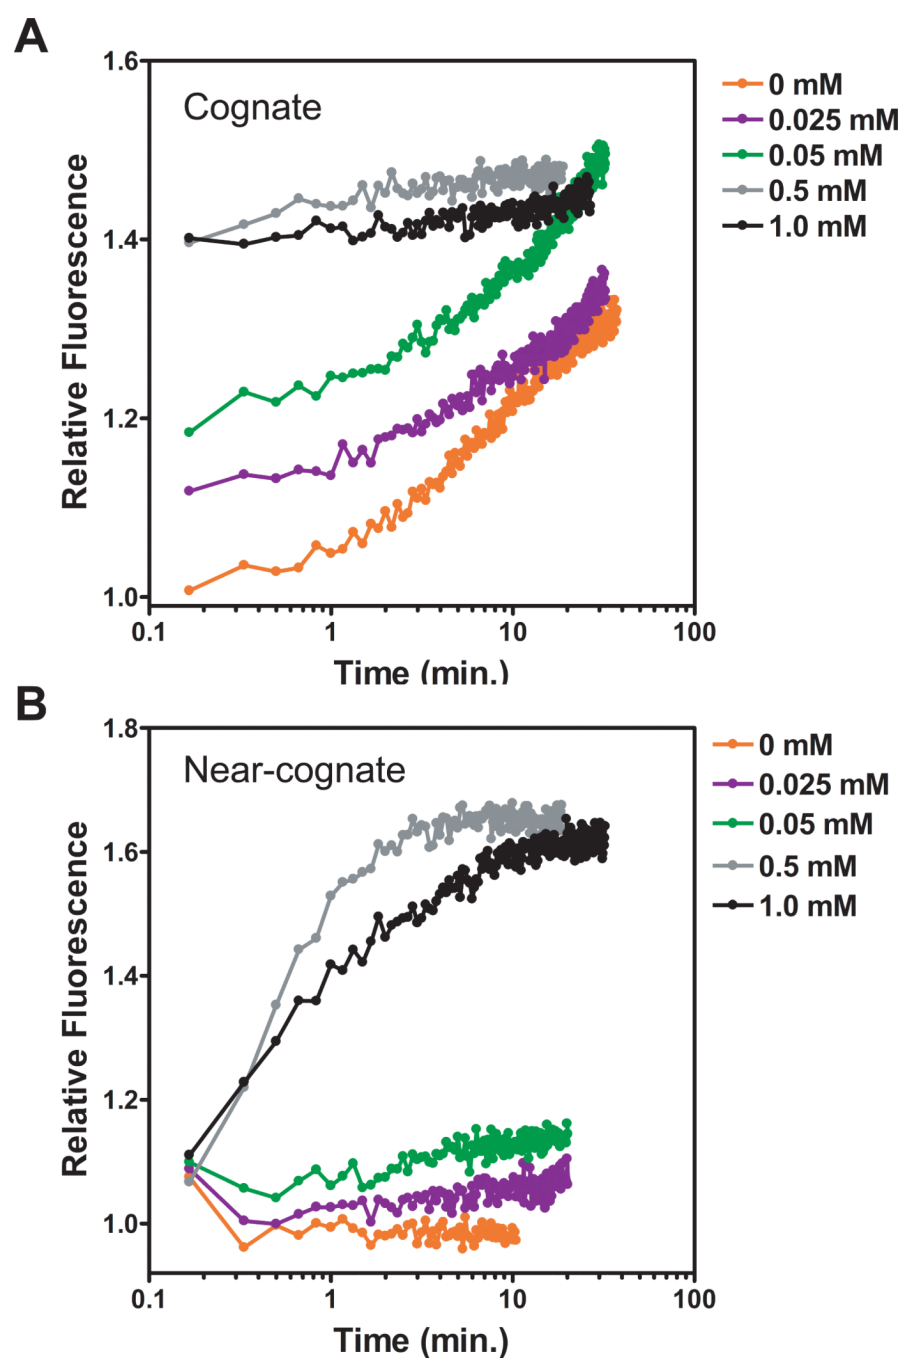 A
1.6
Cognate
0 mM
0.025 mM
0.05 mM
0.5 mM
1.0 mM
1.4
1.2
1.0
Relative Fluorescence
0.1 1 10 100
Time (min.)
B
1.8
Near-cognate
0 mM
0.025 mM
0.05 mM
0.5 mM
1.0 mM
1.6
1.4
1.2
1.0
Relative Fluorescence
0.1 1 10 100
Time (min.)